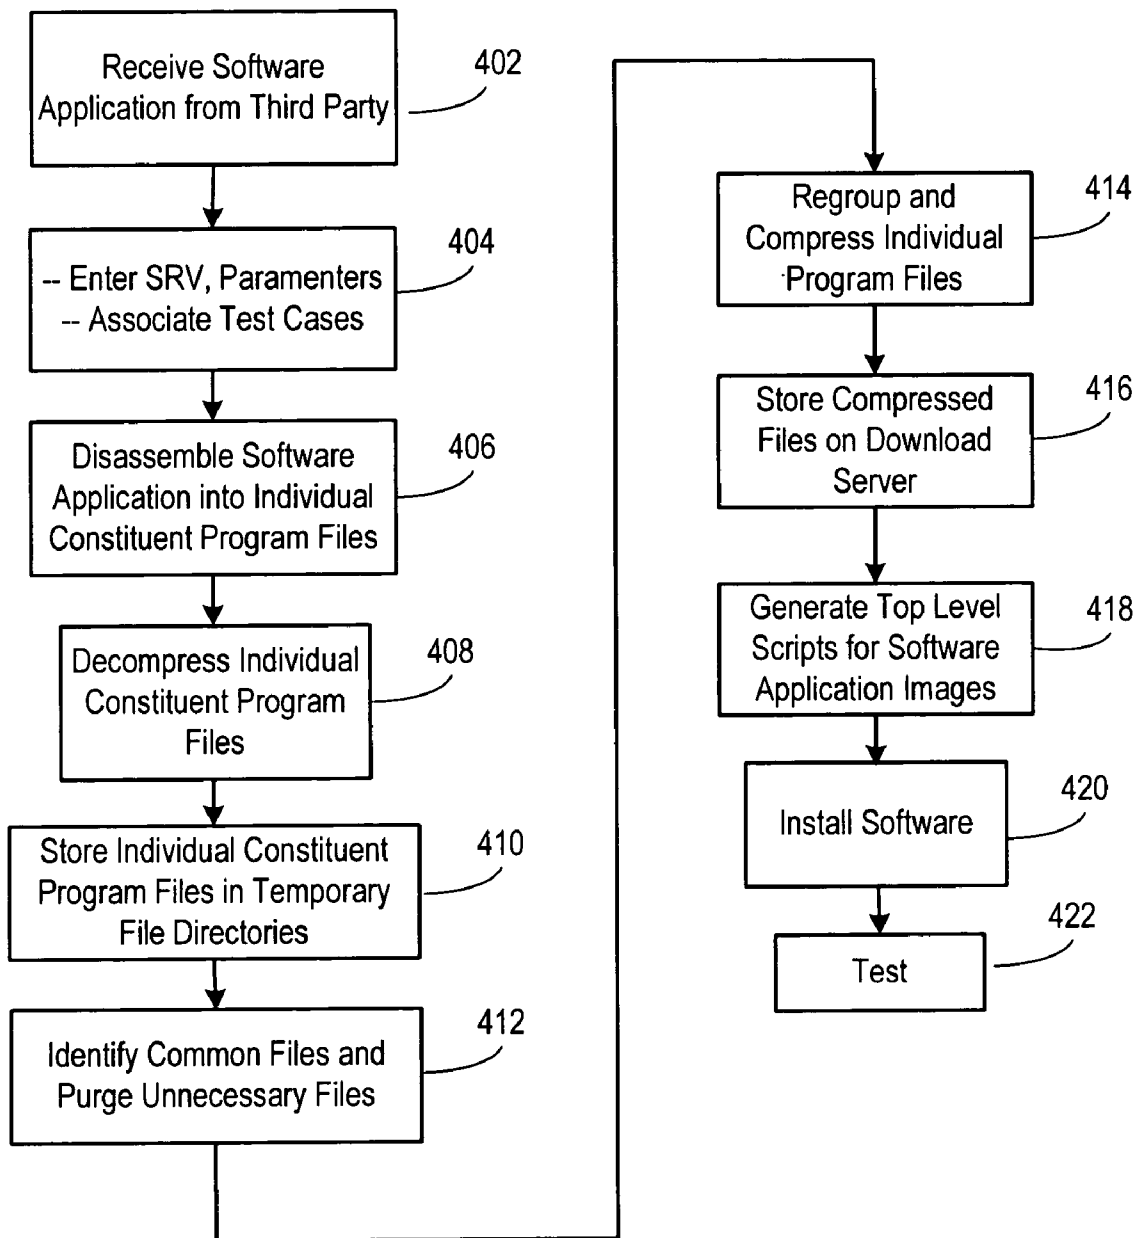 Receive Software
Application from Third Party
402
-- Enter SRV, Paramenters
-- Associate Test Cases
404
Disassemble Software
Application into Individual
Constituent Program Files
406
Decompress Individual
Constituent Program
Files
408
Store Individual Constituent
Program Files in Temporary
File Directories
410
Identify Common Files and
Purge Unnecessary Files
412
Regroup and
Compress Individual
Program Files
414
Store Compressed
Files on Download
Server
416
Generate Top Level
Scripts for Software
Application Images
418
Install Software
420
Test
422